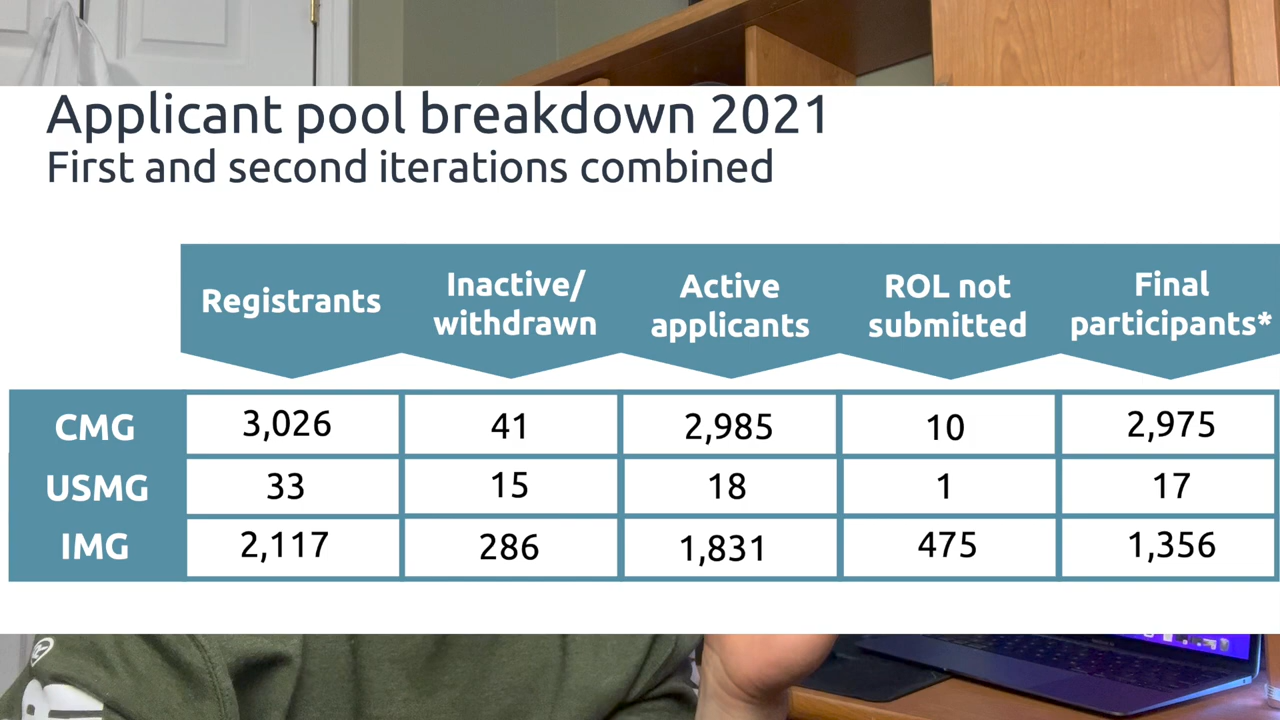 Applicant pool breakdown 2021
First and second iterations combined
Registrants
Inactive/
withdrawn
Active
applicants
ROL not
submitted
Final
participants*
CMG 3,026 41 2,985 10 2,975
USMG 33 15 18 1 17
IMG 2,117 286 1,831 475 1,356